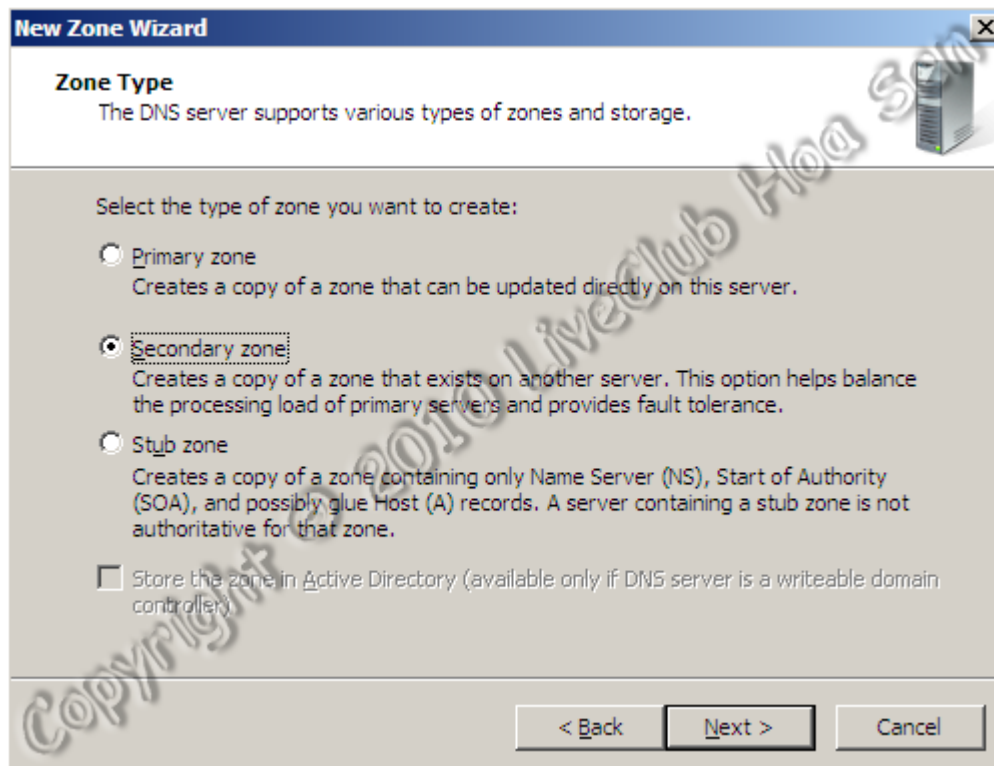 New Zone Wizard
Zone Type
The DNS server supports various types of zones and storage.
Select the type of zone you want to create:
Primary zone
Creates a copy of a zone that can be updated directly on this server.
Secondary zone
Creates a copy of a zone that exists on another server. This option helps balance
the processing load of primary servers and provides fault tolerance.
Stub zone
Creates a copy of a zone containing only Name Server (NS), Start of Authority
(SOA), and possibly glue Host (A) records. A server containing a stub zone is not
authoritative for that zone.
Store the zone in Active Directory (available only if DNS server is a writeable domain
controller)
< Back Next > Cancel
Copyright © 2010 LiveClub Hoa Sen